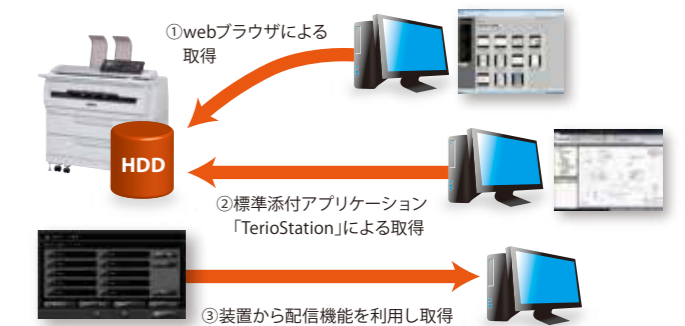 ①webブラウザによる
取得
HDD
②標準添付アプリケーション
「TerioStation」による取得
③装置から配信機能を利用し取得